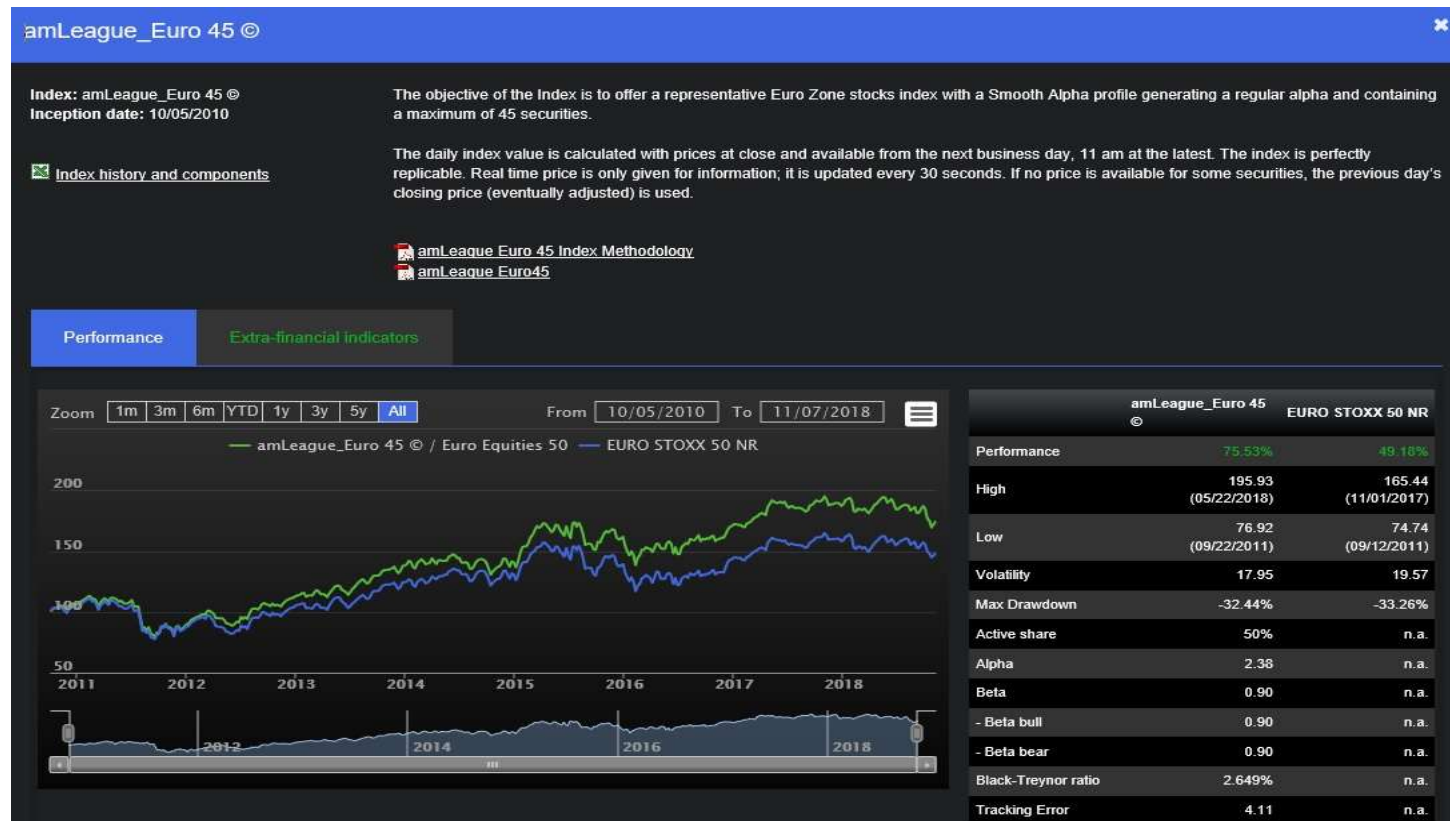 amLeague_Euro 45 ©
Index: amLeague_Euro 45 ©
Inception date: 10/05/2010
Index history and components
The objective of the Index is to offer a representative Euro Zone stocks index with a Smooth Alpha profile generating a regular alpha and containing
a maximum of 45 securities.
The daily index value is calculated with prices at close and available from the next business day, 11 am at the latest. The index is perfectly
replicable. Real time price is only given for information; it is updated every 30 seconds. If no price is available for some securities, the previous day's
closing price (eventually adjusted) is used.
amLeague Euro 45 Index Methodology
amLeague Euro45
Performance Extra-financial indicators
Zoom 1m 3m 6m YTD 1y 3y 5y All From 10/05/2010 To 11/07/2018
amLeague_Euro 45 © / Euro Equities 50 EURO STOXX 50 NR
200
150
100
50
2011 2012 2013 2014 2015 2016 2017 2018
2012 2014 2016 2018
amLeague_Euro 45
©
EURO STOXX 50 NR
Performance 75.53% 49.18%
High 195.93 165.44
(05/22/2018) (11/01/2017)
Low 76.92 74.74
(09/22/2011) (09/12/2011)
Volatility 17.95 19.57
Max Drawdown -32.44% -33.26%
Active share 50% n.a.
Alpha 2.38 n.a.
Beta 0.90 n.a.
- Beta bull 0.90 n.a.
- Beta bear 0.90 n.a.
Black-Treynor ratio 2.649% n.a.
Tracking Error 4.11 n.a.